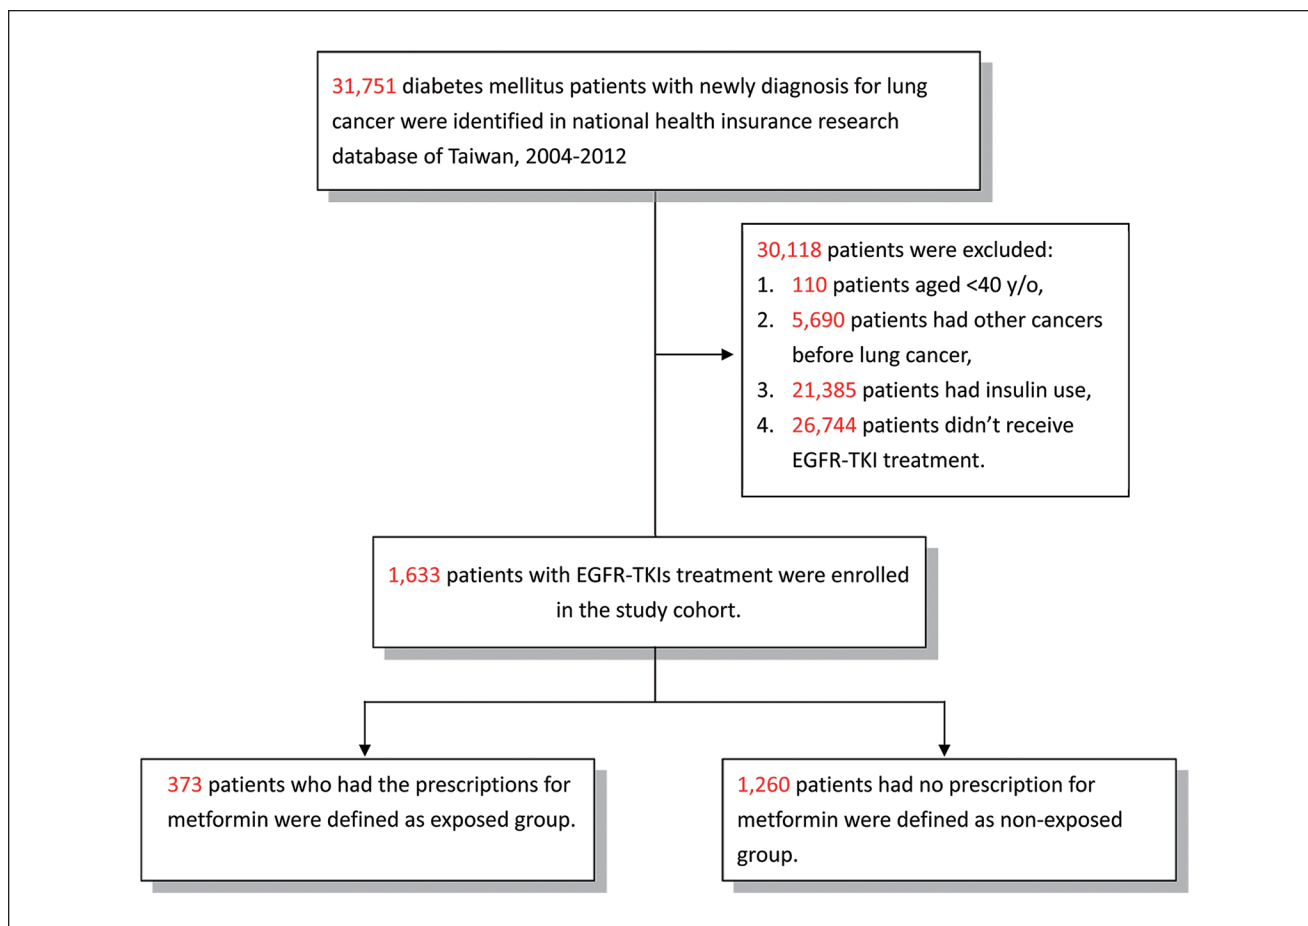 31,751 diabetes mellitus patients with newly diagnosis for lung
cancer were identified in national health insurance research
database of Taiwan, 2004-2012
30,118 patients were excluded:
1. 110 patients aged <40 y/o,
2. 5,690 patients had other cancers
before lung cancer,
3. 21,385 patients had insulin use,
4. 26,744 patients didn’t receive
EGFR-TKI treatment.
1,633 patients with EGFR-TKIs treatment were enrolled
in the study cohort.
373 patients who had the prescriptions for
metformin were defined as exposed group.
1,260 patients had no prescription for
metformin were defined as non-exposed
group.